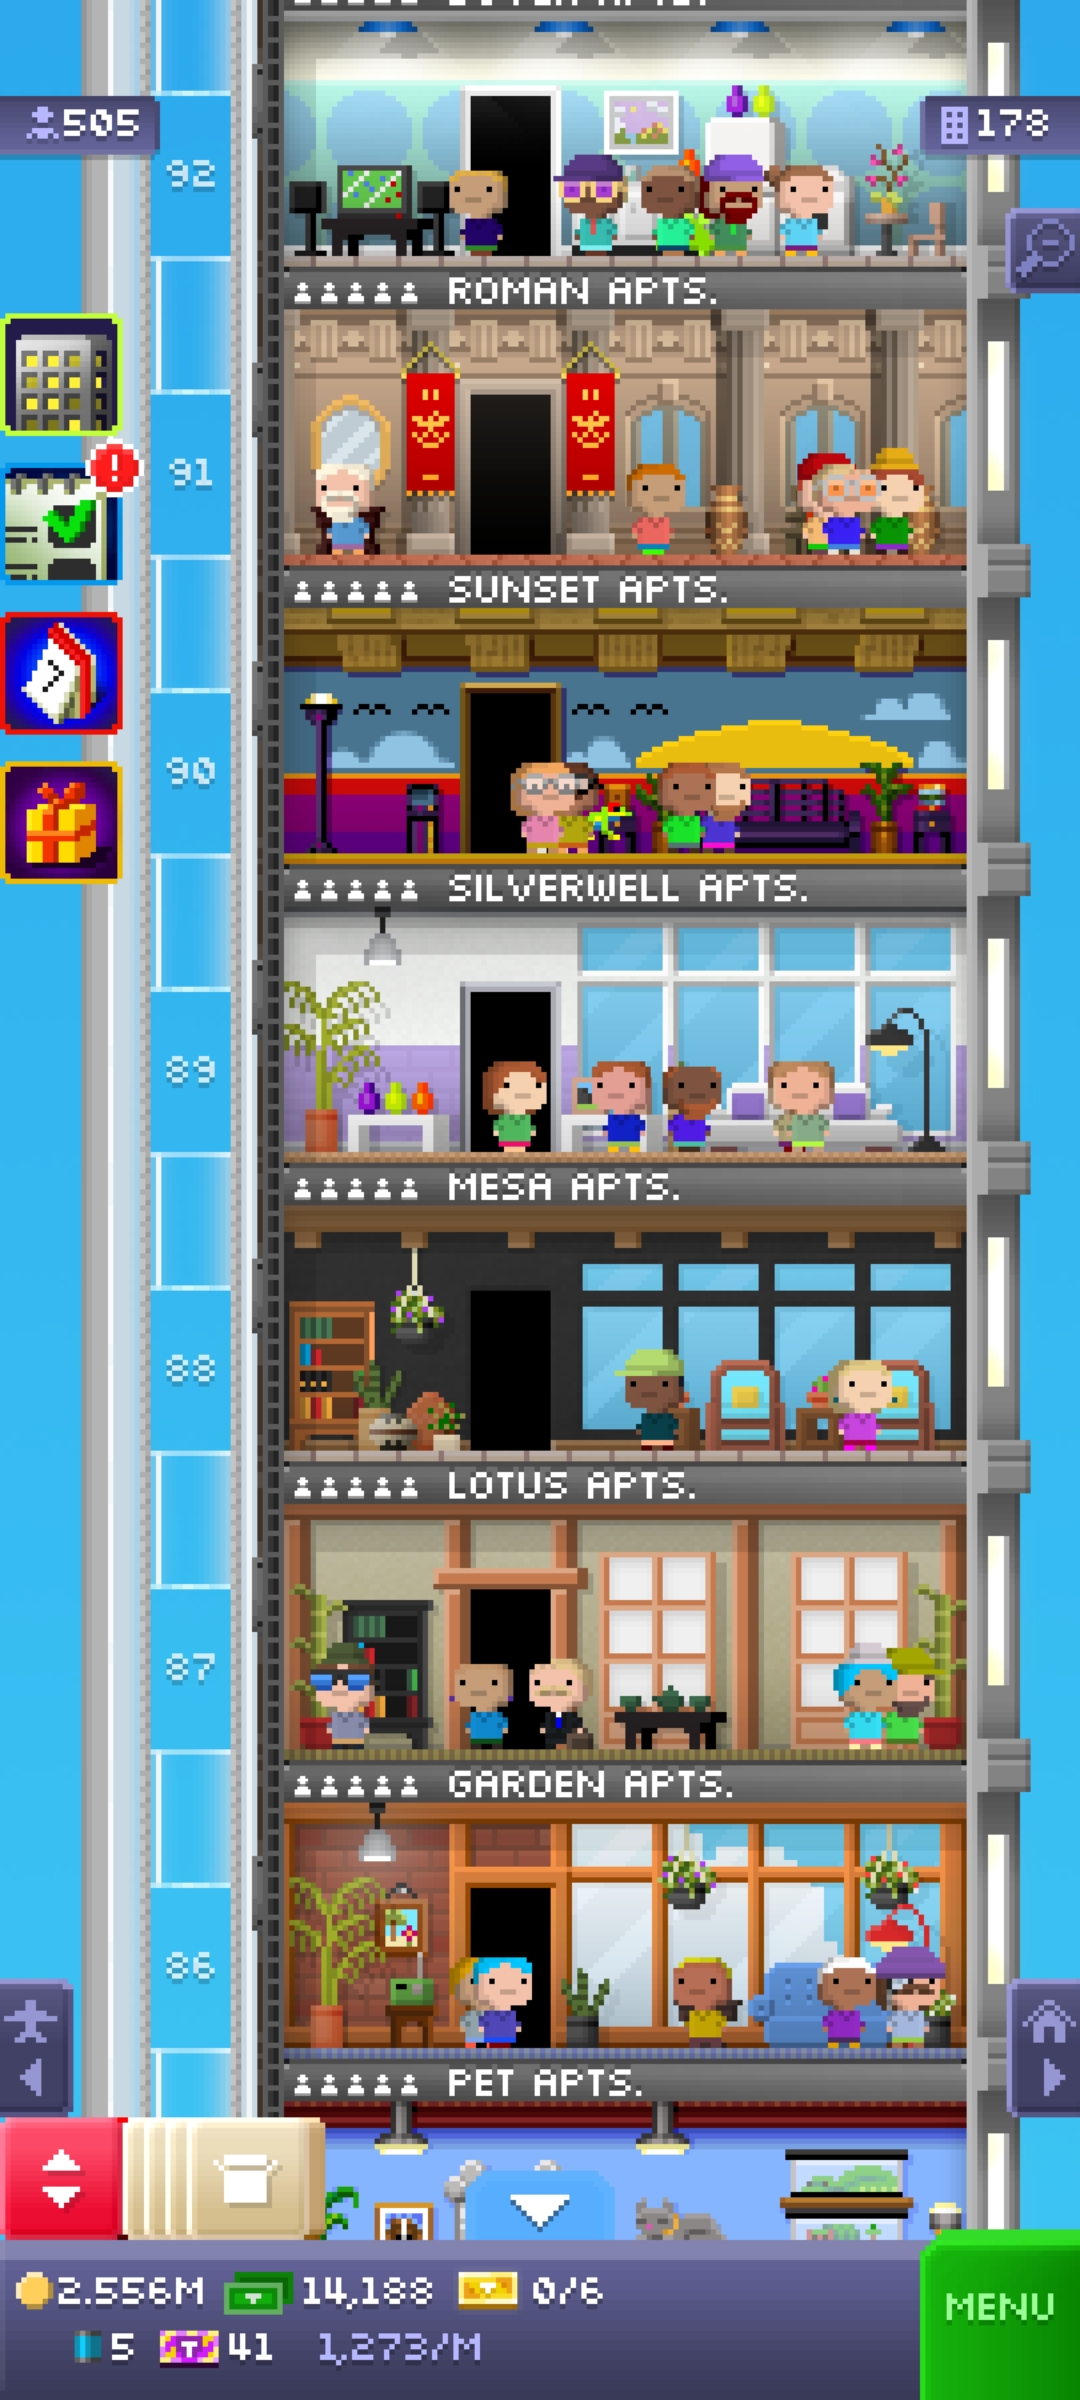 505
178
92
ROMAN APTS.
91
SUNSET APTS.
90
SILVERWELL APTS.
89
MESA APTS.
88
LOTUS APTS.
87
GARDEN APTS.
86
PET APTS.
2.556M 14,188 0/6
5 41 1,273/M
MENU